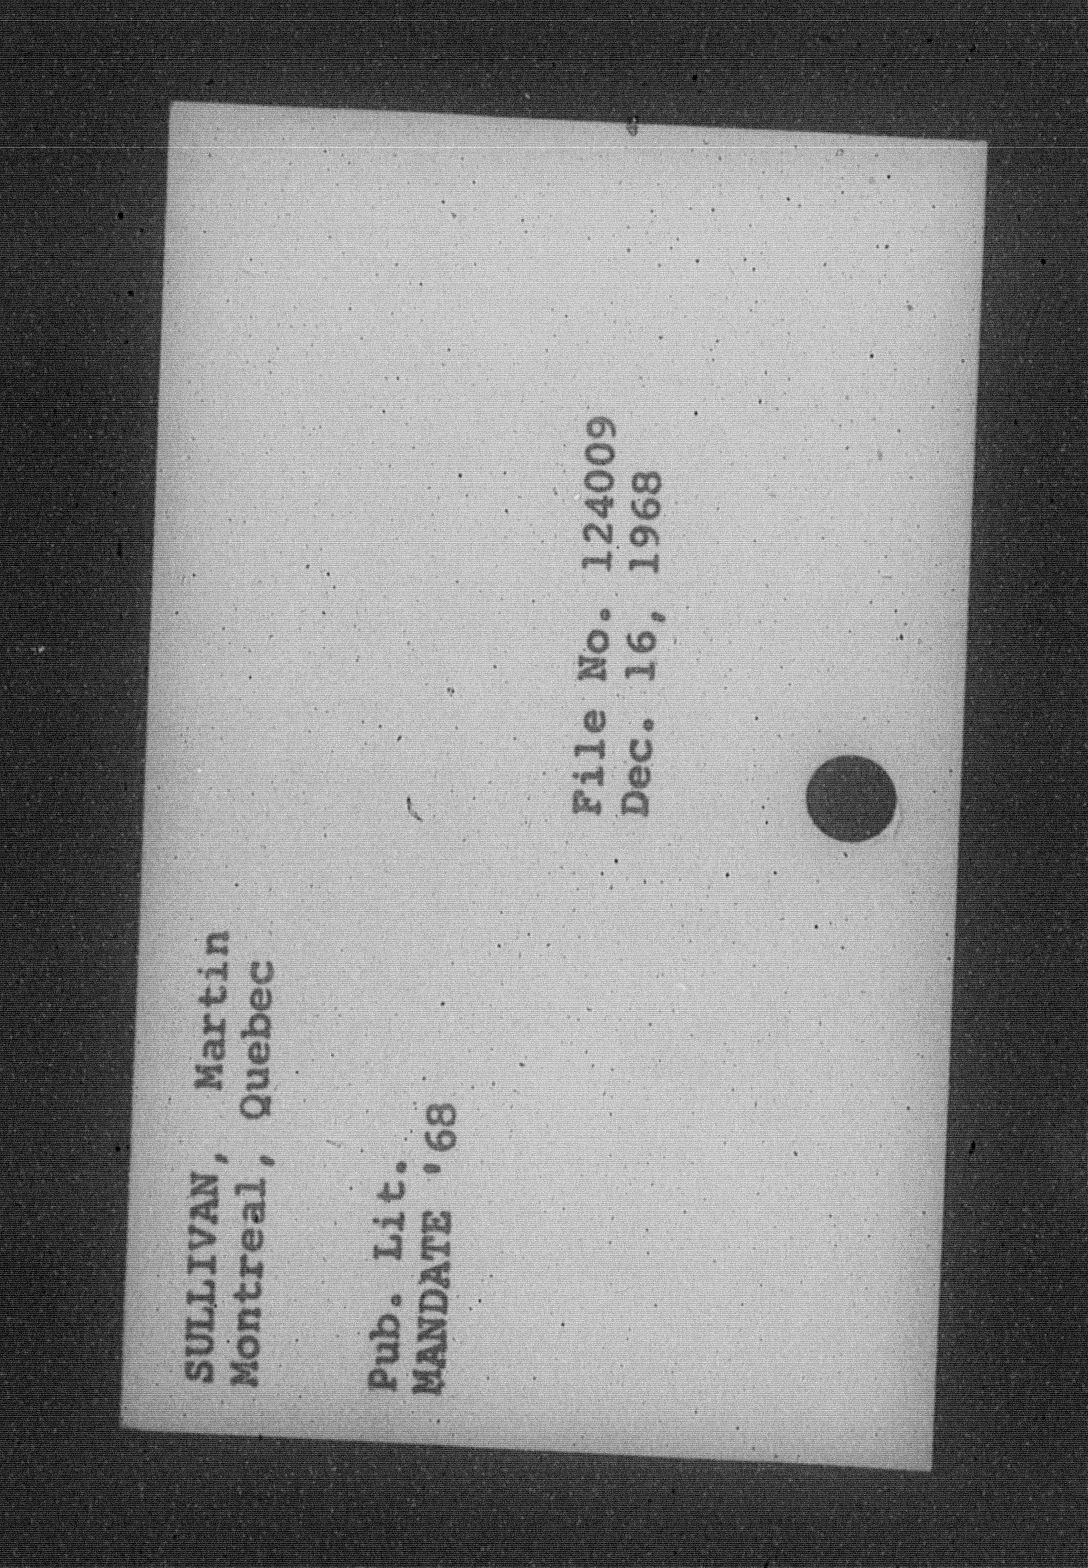 SULLIVAN, Martin
Montreal, Quebec
Pub. Lit.
MANDATE '68
File No. 124009
Dec. 16, 1968